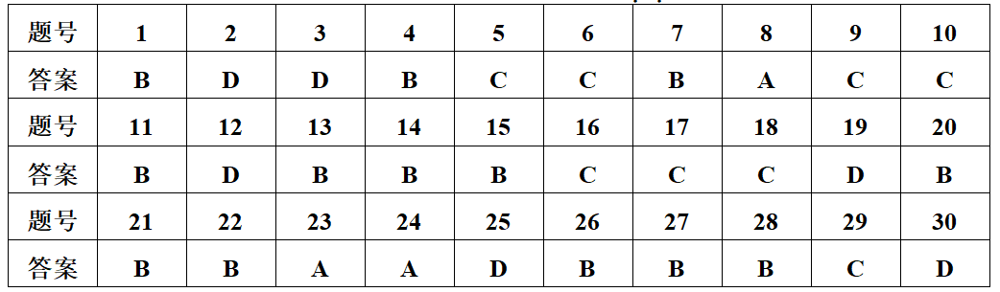 题号 1 2 3 4 5 6 7 8 9 10
答案 B D D B C C B A C C
题号 11 12 13 14 15 16 17 18 19 20
答案 B D B B B C C C D B
题号 21 22 23 24 25 26 27 28 29 30
答案 B B A A D B B B C D